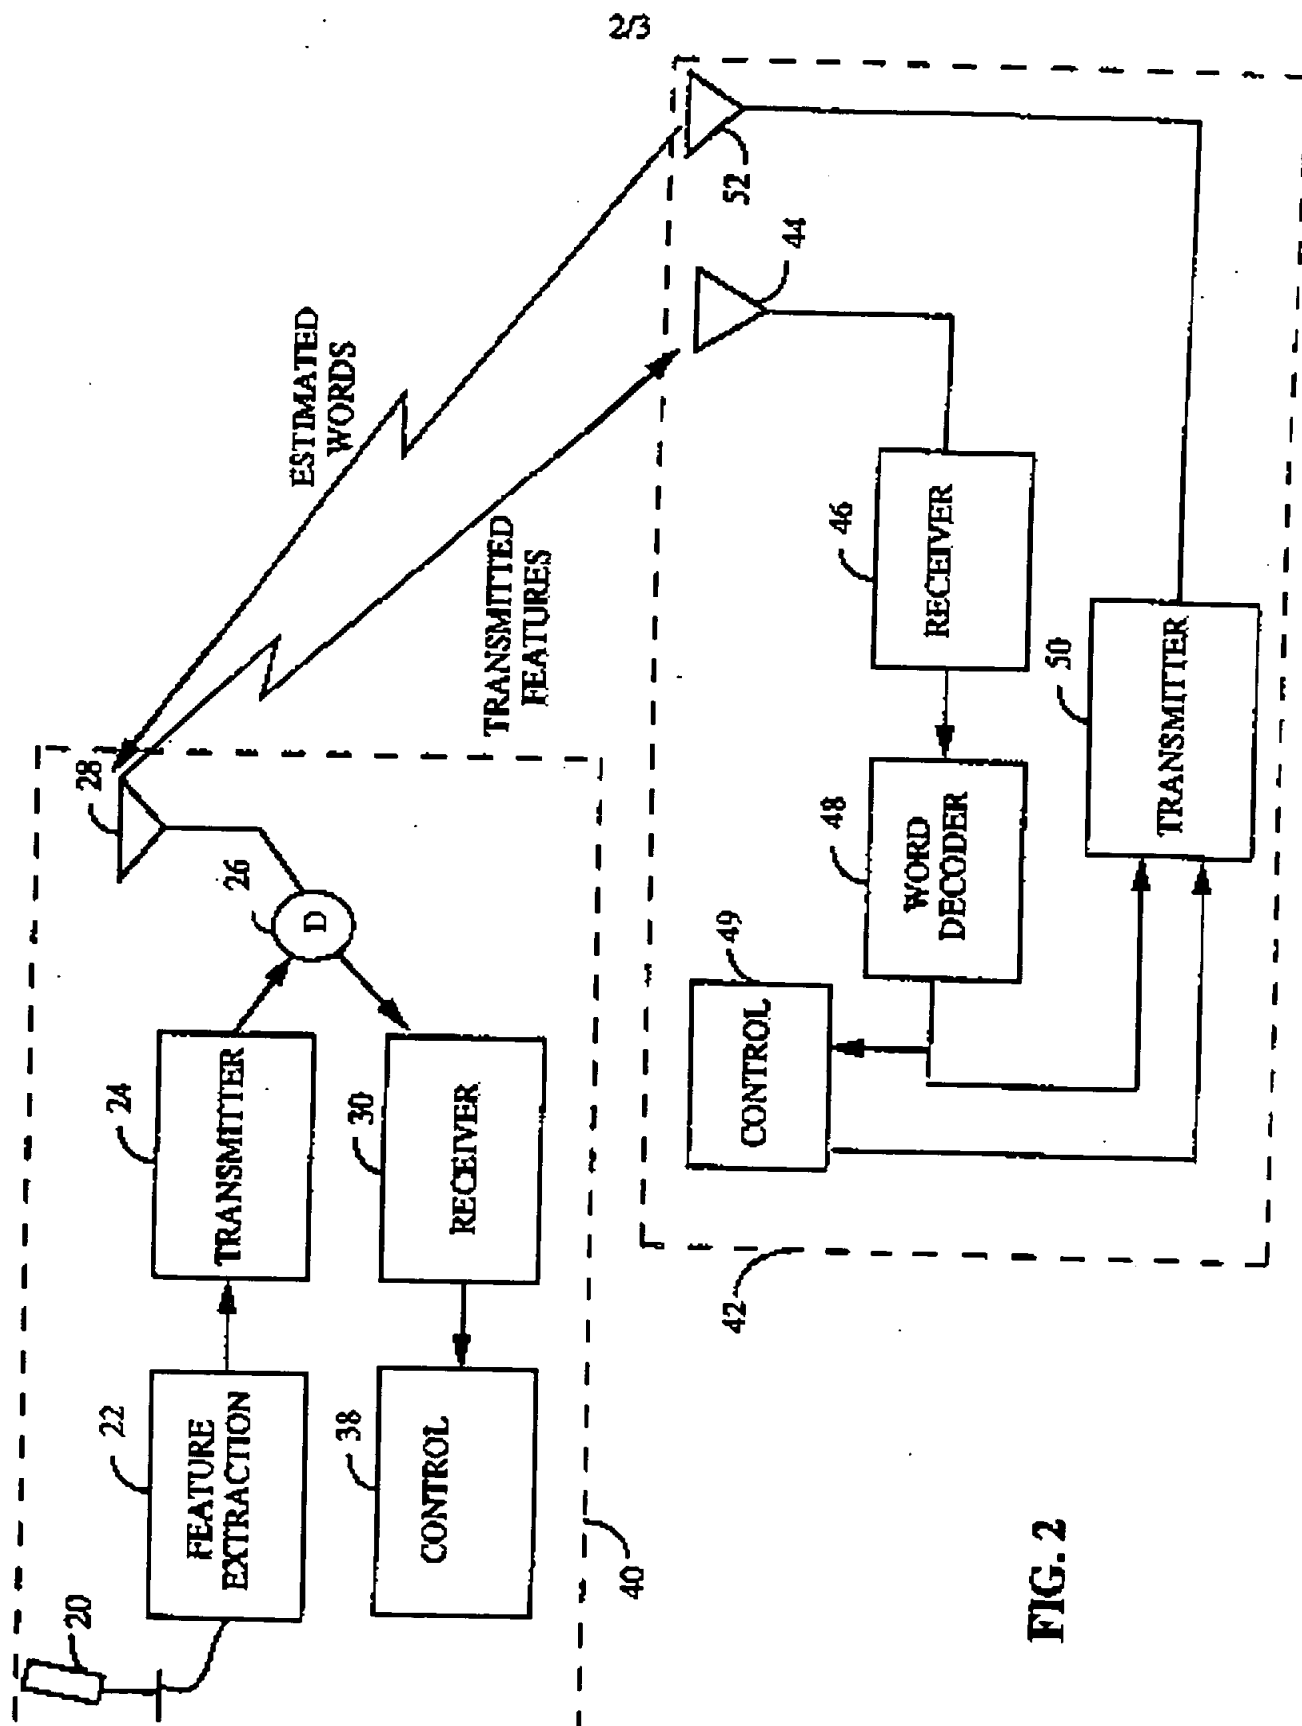 2/3
20
22
FEATURE
EXTRACTION
24
TRANSMITTER
26
D
28
30
RECEIVER
38
CONTROL
40
ESTIMATED
WORDS
TRANSMITTED
FEATURES
42
49
CONTROL
48
WORD
DECODER
46
RECEIVER
44
52
50
TRANSMITTER
FIG. 2